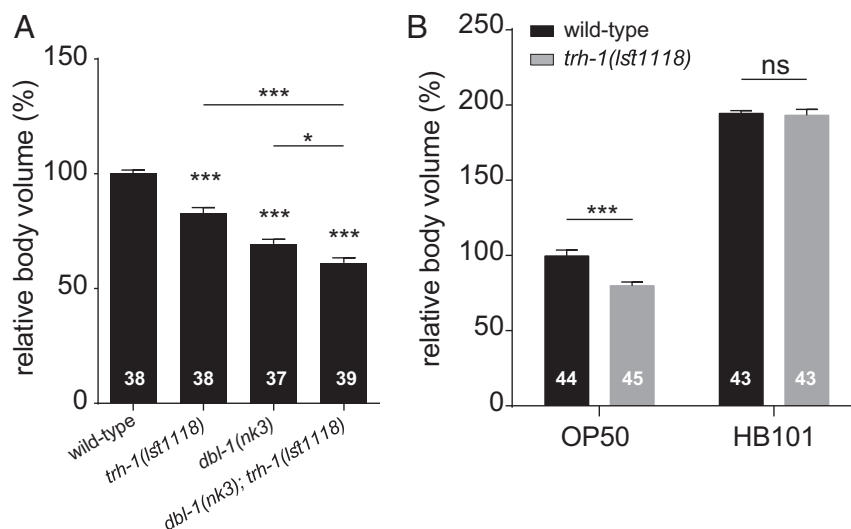 A
relative body volume (%)
150
100
50
0
***
*
***
***
***
38
38
37
39
wild-type
trh-1(lst1118)
dbl-1(nk3)
dbl-1(nk3); trh-1(lst1118)
B
wild-type
trh-1(lst1118)
relative body volume (%)
250
200
150
100
50
0
***
ns
44
45
43
43
OP50
HB101